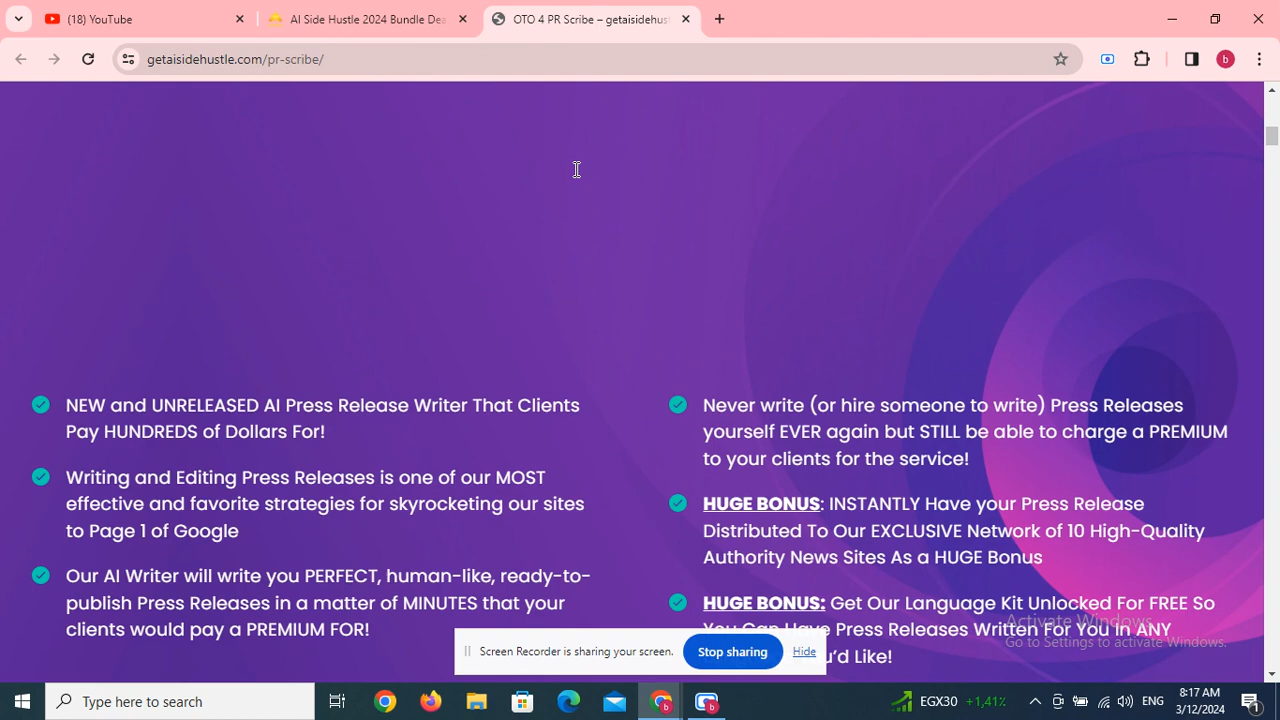 (18) YouTube
AI Side Hustle 2024 Bundle Dea
OTO 4 PR Scribe – getaisidehust
getaisidehustle.com/pr-scribe/
b
NEW and UNRELEASED AI Press Release Writer That Clients
Pay HUNDREDS of Dollars For!
Writing and Editing Press Releases is one of our MOST
effective and favorite strategies for skyrocketing our sites
to Page 1 of Google
Our AI Writer will write you PERFECT, human-like, ready-to-
publish Press Releases in a matter of MINUTES that your
clients would pay a PREMIUM FOR!
Never write (or hire someone to write) Press Releases
yourself EVER again but STILL be able to charge a PREMIUM
to your clients for the service!
HUGE BONUS: INSTANTLY Have your Press Release
Distributed To Our EXCLUSIVE Network of 10 High-Quality
Authority News Sites As a HUGE Bonus
HUGE BONUS: Get Our Language Kit Unlocked For FREE So
You Can Have Press Releases Written For You in ANY
u'd Like!
Activate Windows
Go to Settings to activate Windows.
Screen Recorder is sharing your screen.
Stop sharing
Hide
Type here to search
EGX30 +1,41%
ENG
8:17 AM
3/12/2024
1